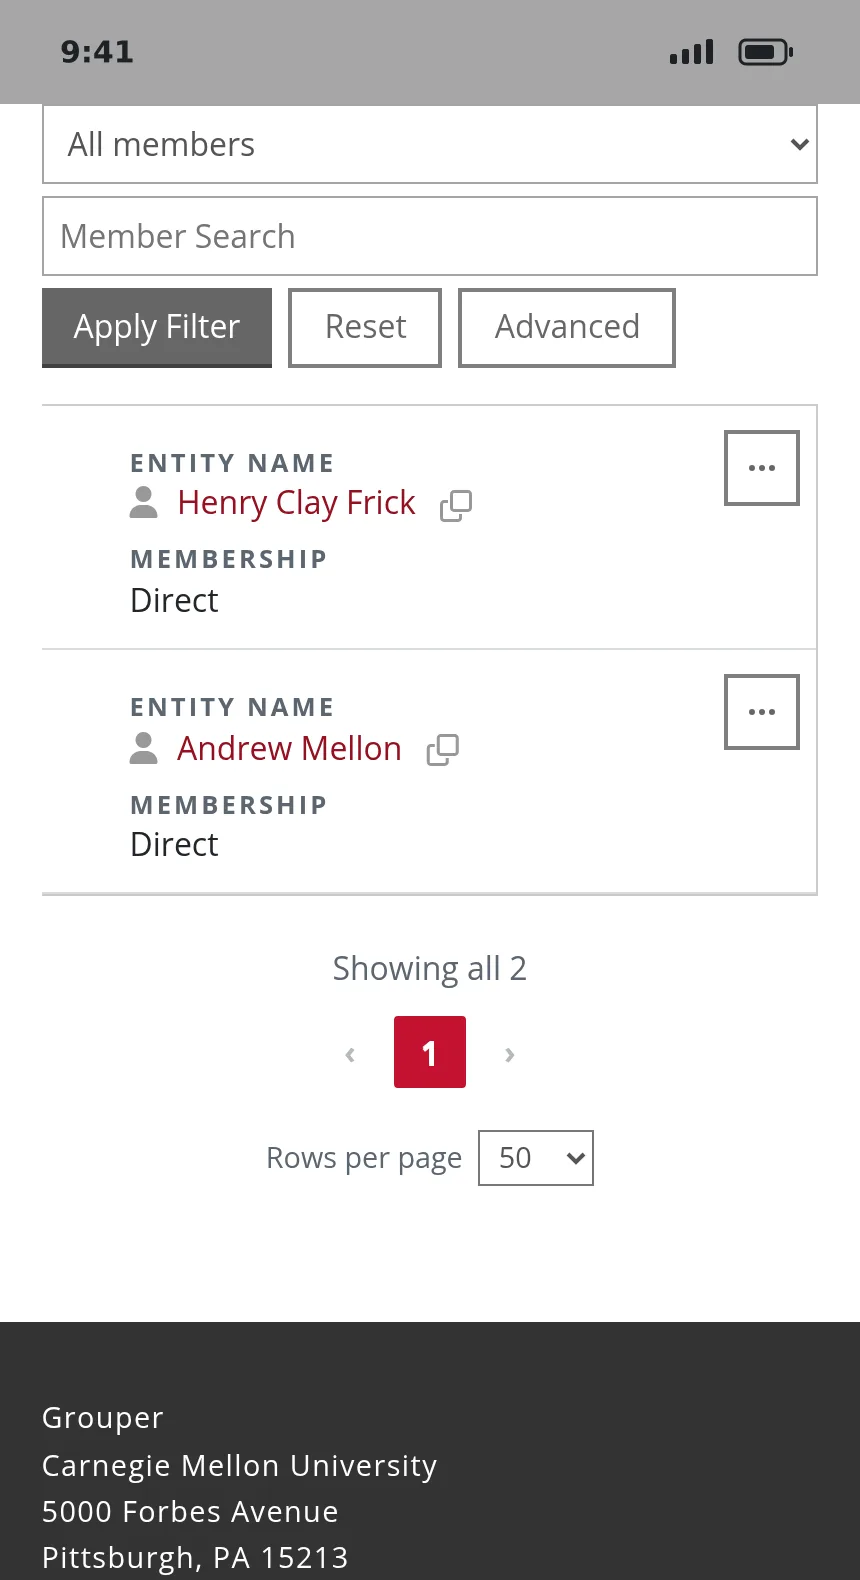 9:41
All members
Member Search
Apply Filter Reset Advanced
ENTITY NAME
Henry Clay Frick
MEMBERSHIP
Direct
ENTITY NAME
Andrew Mellon
MEMBERSHIP
Direct
Showing all 2
‹ 1 ›
Rows per page 50
Grouper
Carnegie Mellon University
5000 Forbes Avenue
Pittsburgh, PA 15213